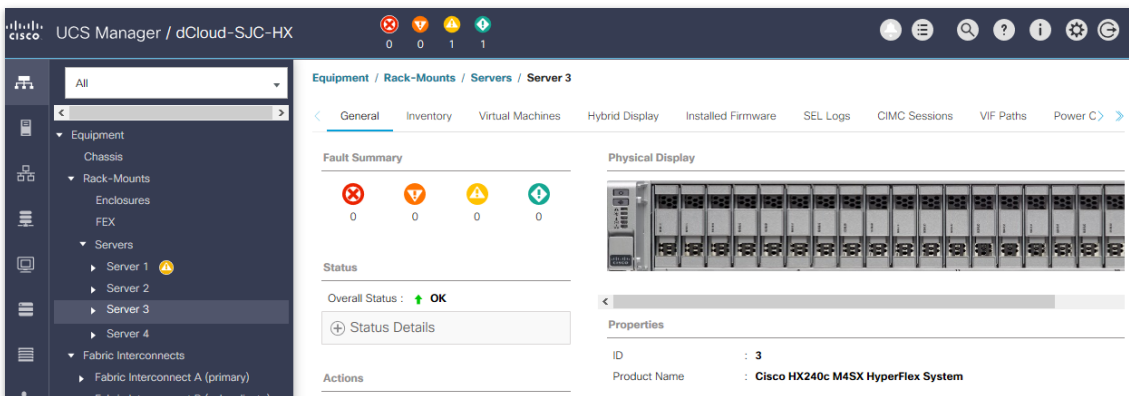 cisco UCS Manager / dCloud-SJC-HX
0 0 1 1
All
Equipment
Chassis
Rack-Mounts
Enclosures
FEX
Servers
Server 1
Server 2
Server 3
Server 4
Fabric Interconnects
Fabric Interconnect A (primary)
Equipment / Rack-Mounts / Servers / Server 3
General Inventory Virtual Machines Hybrid Display Installed Firmware SEL Logs CIMC Sessions VIF Paths Power C
Fault Summary
0 0 0 0
Status
Overall Status : OK
Status Details
Actions
Physical Display
Properties
ID : 3
Product Name : Cisco HX240c M4SX HyperFlex System